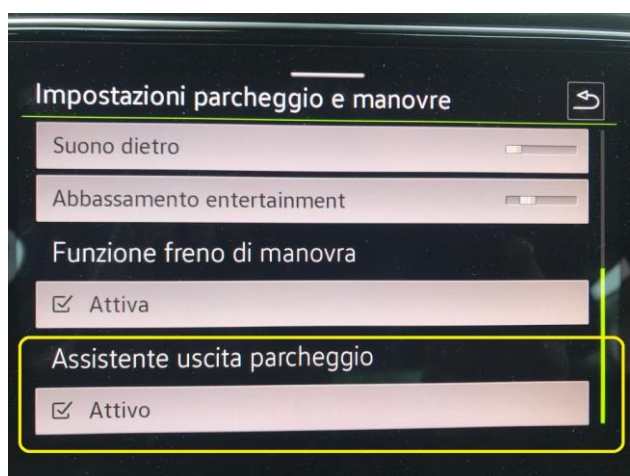 Impostazioni parcheggio e manovre
Suono dietro
Abbassamento entertainment
Funzione freno di manovra
Attiva
Assistente uscita parcheggio
Attivo